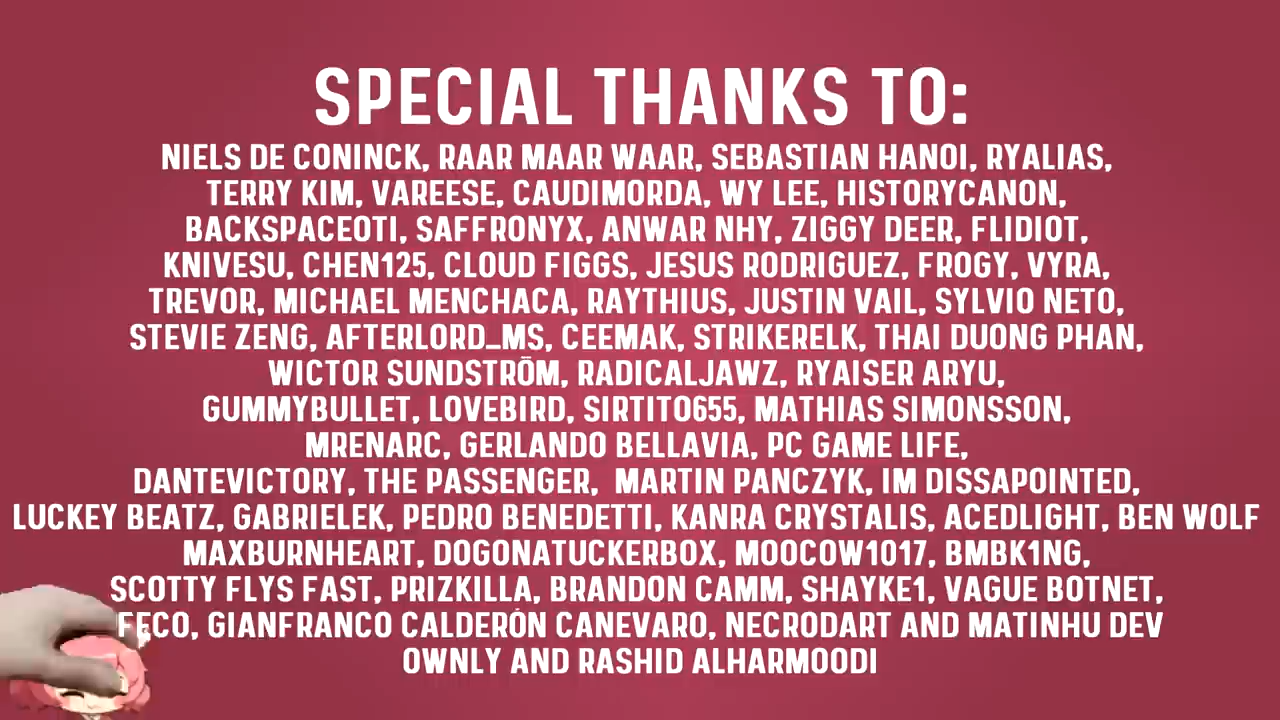 SPECIAL THANKS TO:
NIELS DE CONINCK, RAAR MAAR WAAR, SEBASTIAN HANOI, RYALIAS,
TERRY KIM, VAREESE, CAUDIMORDA, WY LEE, HISTORYCANON,
BACKSPACEOTI, SAFFRONYX, ANWAR NHY, ZIGGY DEER, FLIDIOT,
KNIVESU, CHEN125, CLOUD FIGGS, JESUS RODRIGUEZ, FROGY, VYRA,
TREVOR, MICHAEL MENCHACA, RAYTHIUS, JUSTIN VAIL, SYLVIO NETO,
STEVIE ZENG, AFTERLORD_MS, CEEMAK, STRIKERELK, THAI DUONG PHAN,
WICTOR SUNDSTRÖM, RADICALJAWZ, RYAISER ARYU,
GUMMYBULLET, LOVEBIRD, SIRTITO655, MATHIAS SIMONSSON,
MRENARC, GERLANDO BELLAVIA, PC GAME LIFE,
DANTEVICTORY, THE PASSENGER,  MARTIN PANCZYK, IM DISSAPOINTED,
LUCKEY BEATZ, GABRIELEK, PEDRO BENEDETTI, KANRA CRYSTALIS, ACEDLIGHT, BEN WOLF
MAXBURNHEART, DOGONATUCKERBOX, MOOCOW1017, BMBK1NG,
SCOTTY FLYS FAST, PRIZKILLA, BRANDON CAMM, SHAYKE1, VAGUE BOTNET,
GIANFRANCO CALDERÓN CANEVARO, NECRODART AND MATINHU DEV
OWNLY AND RASHID ALHARMOODI